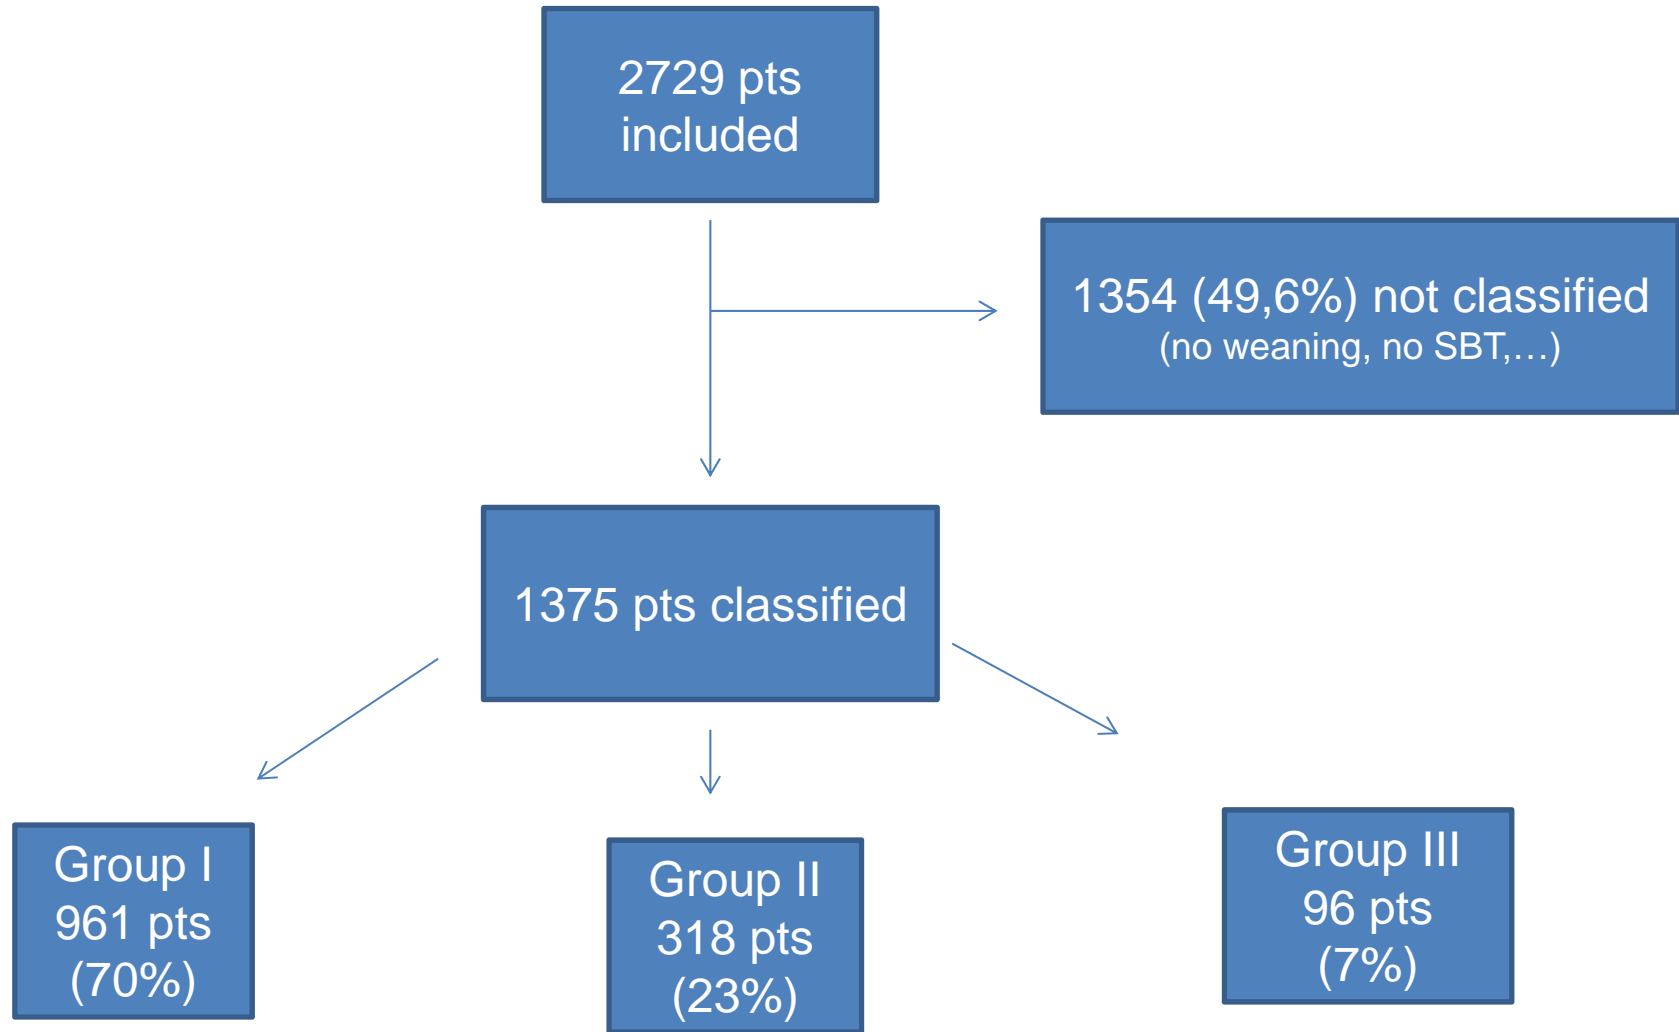 2729 pts
included
1354 (49,6%) not classified
(no weaning, no SBT,…)
1375 pts classified
Group I
961 pts
(70%)
Group II
318 pts
(23%)
Group III
96 pts
(7%)